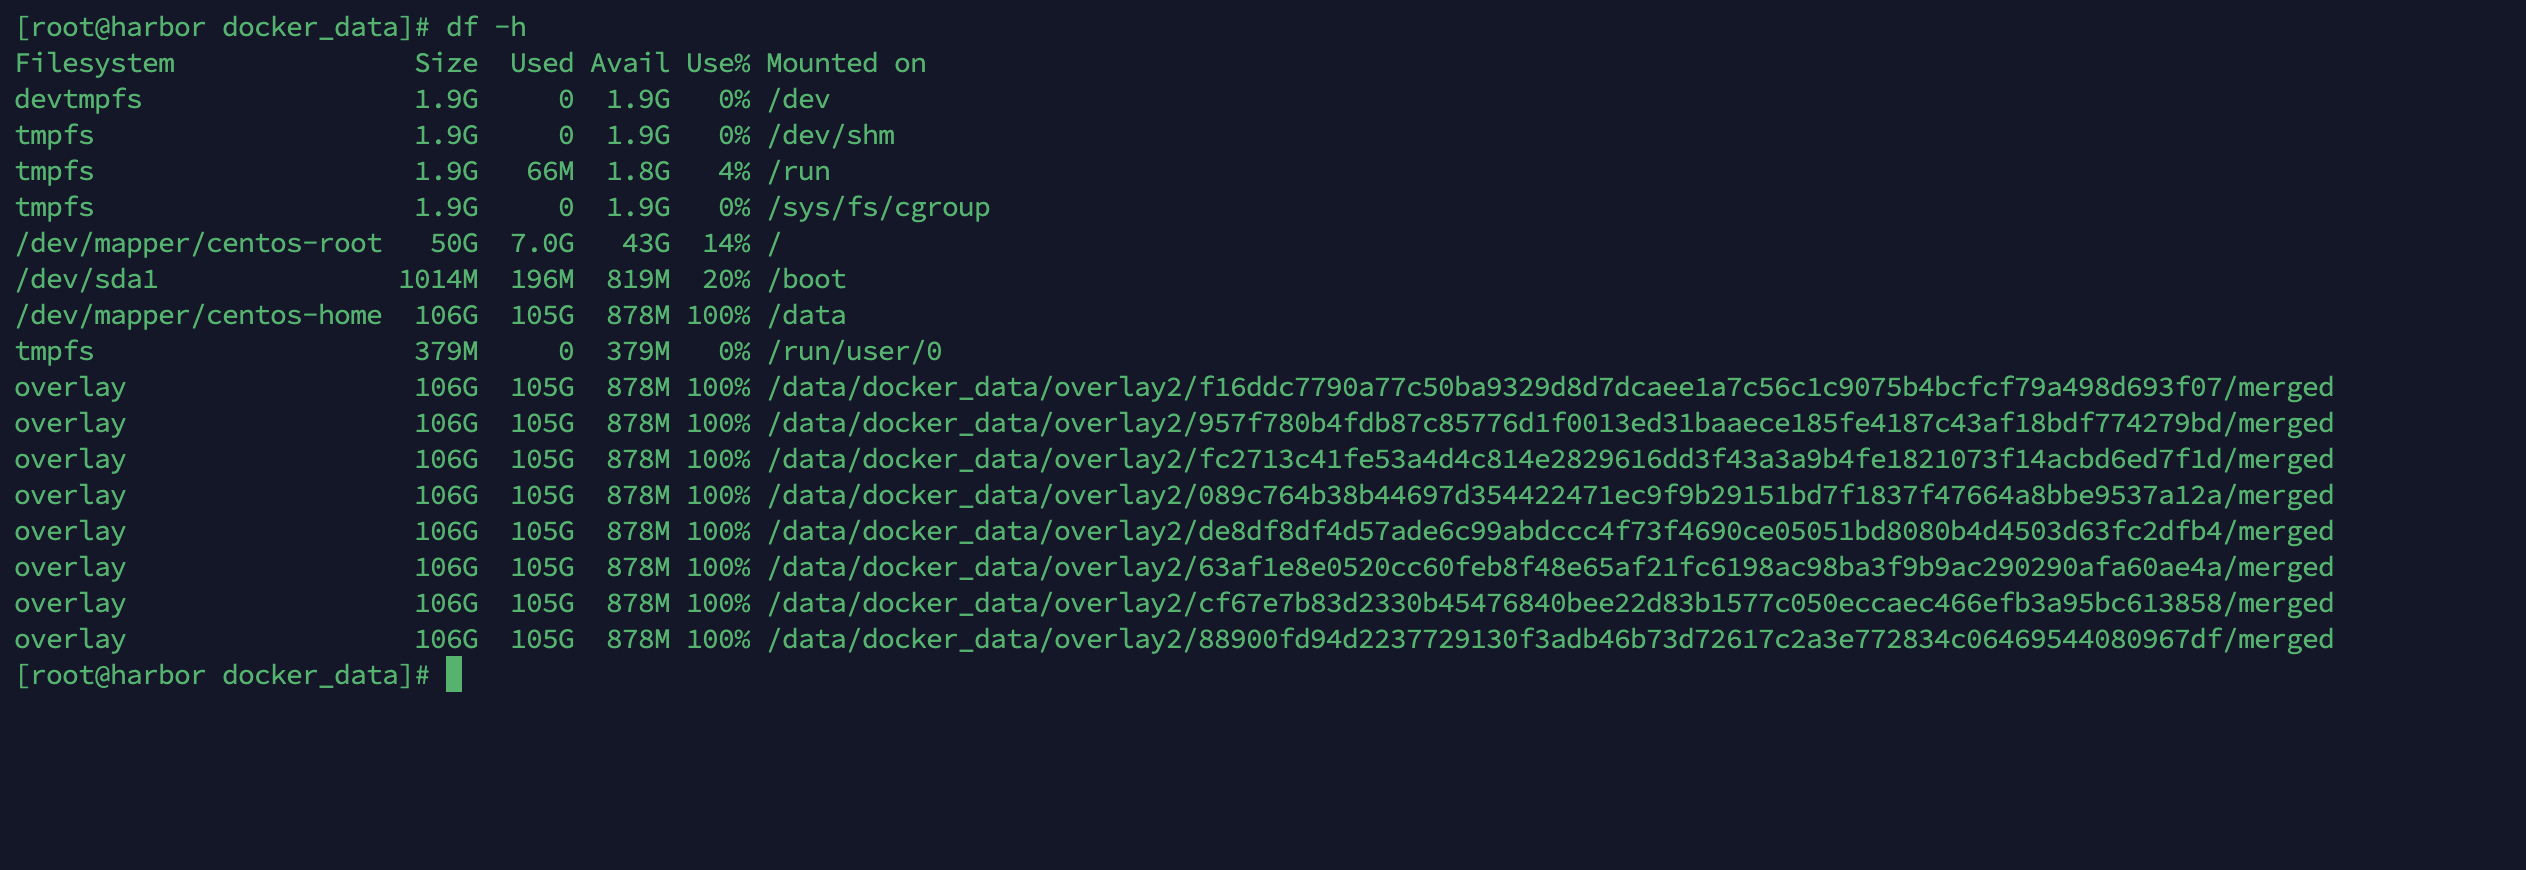 [root@harbor docker_data]# df -h
Filesystem               Size  Used Avail Use% Mounted on
devtmpfs                 1.9G     0  1.9G   0% /dev
tmpfs                    1.9G     0  1.9G   0% /dev/shm
tmpfs                    1.9G   66M  1.8G   4% /run
tmpfs                    1.9G     0  1.9G   0% /sys/fs/cgroup
/dev/mapper/centos-root   50G  7.0G   43G  14% /
/dev/sda1               1014M  196M  819M  20% /boot
/dev/mapper/centos-home  106G  105G  878M 100% /data
tmpfs                    379M     0  379M   0% /run/user/0
overlay                  106G  105G  878M 100% /data/docker_data/overlay2/f16ddc7790a77c50ba9329d8d7dcaee1a7c56c1c9075b4bcfcf79a498d693f07/merged
overlay                  106G  105G  878M 100% /data/docker_data/overlay2/957f780b4fdb87c85776d1f0013ed31baaece185fe4187c43af18bdf774279bd/merged
overlay                  106G  105G  878M 100% /data/docker_data/overlay2/fc2713c41fe53a4d4c814e2829616dd3f43a3a9b4fe1821073f14acbd6ed7f1d/merged
overlay                  106G  105G  878M 100% /data/docker_data/overlay2/089c764b38b44697d354422471ec9f9b29151bd7f1837f47664a8bbe9537a12a/merged
overlay                  106G  105G  878M 100% /data/docker_data/overlay2/de8df8df4d57ade6c99abdccc4f73f4690ce05051bd8080b4d4503d63fc2dfb4/merged
overlay                  106G  105G  878M 100% /data/docker_data/overlay2/63af1e8e0520cc60feb8f48e65af21fc6198ac98ba3f9b9ac290290afa60ae4a/merged
overlay                  106G  105G  878M 100% /data/docker_data/overlay2/cf67e7b83d2330b45476840bee22d83b1577c050eccaec466efb3a95bc613858/merged
overlay                  106G  105G  878M 100% /data/docker_data/overlay2/88900fd94d2237729130f3adb46b73d72617c2a3e772834c06469544080967df/merged
[root@harbor docker_data]#